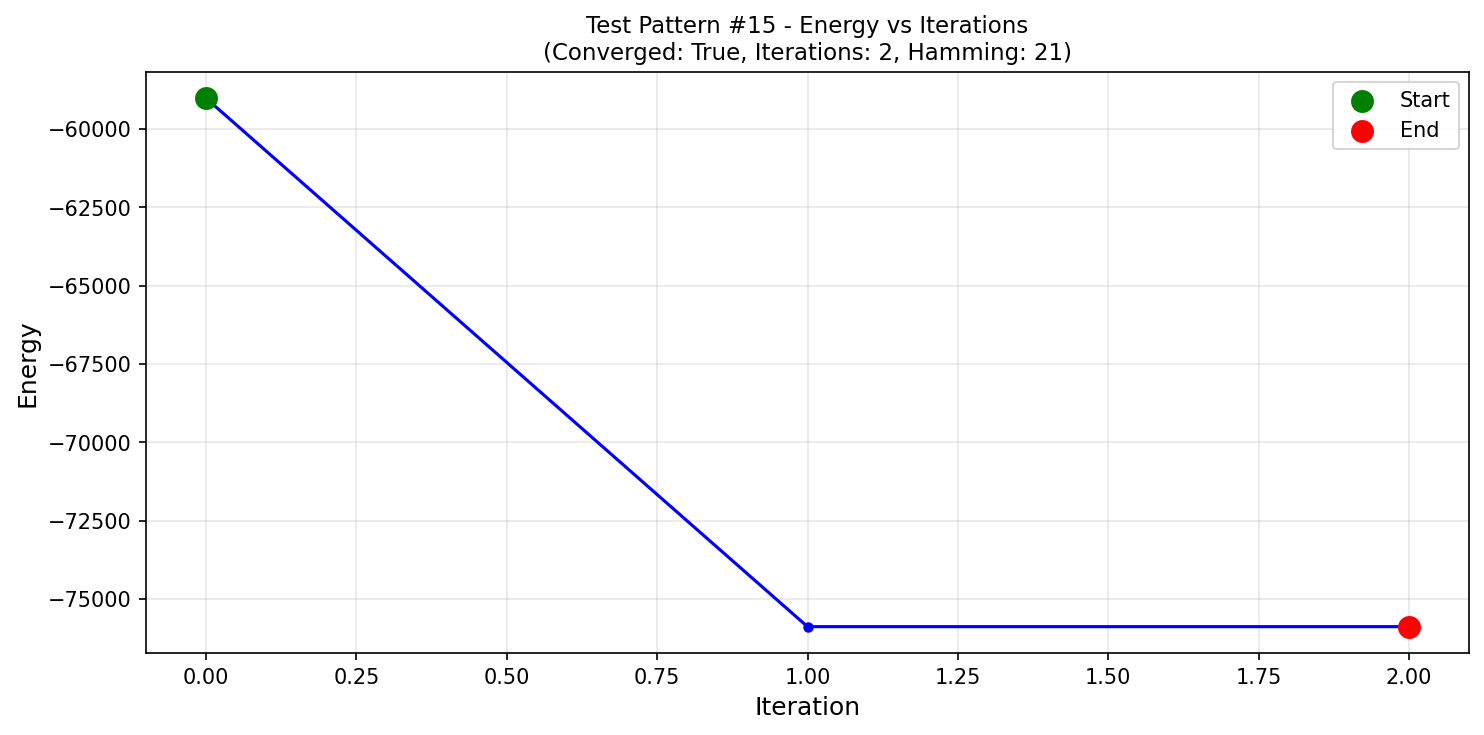 Test Pattern #15 - Energy vs Iterations
(Converged: True, Iterations: 2, Hamming: 21)
Start
End
Energy
−60000
−62500
−65000
−67500
−70000
−72500
−75000
0.00 0.25 0.50 0.75 1.00 1.25 1.50 1.75 2.00
Iteration